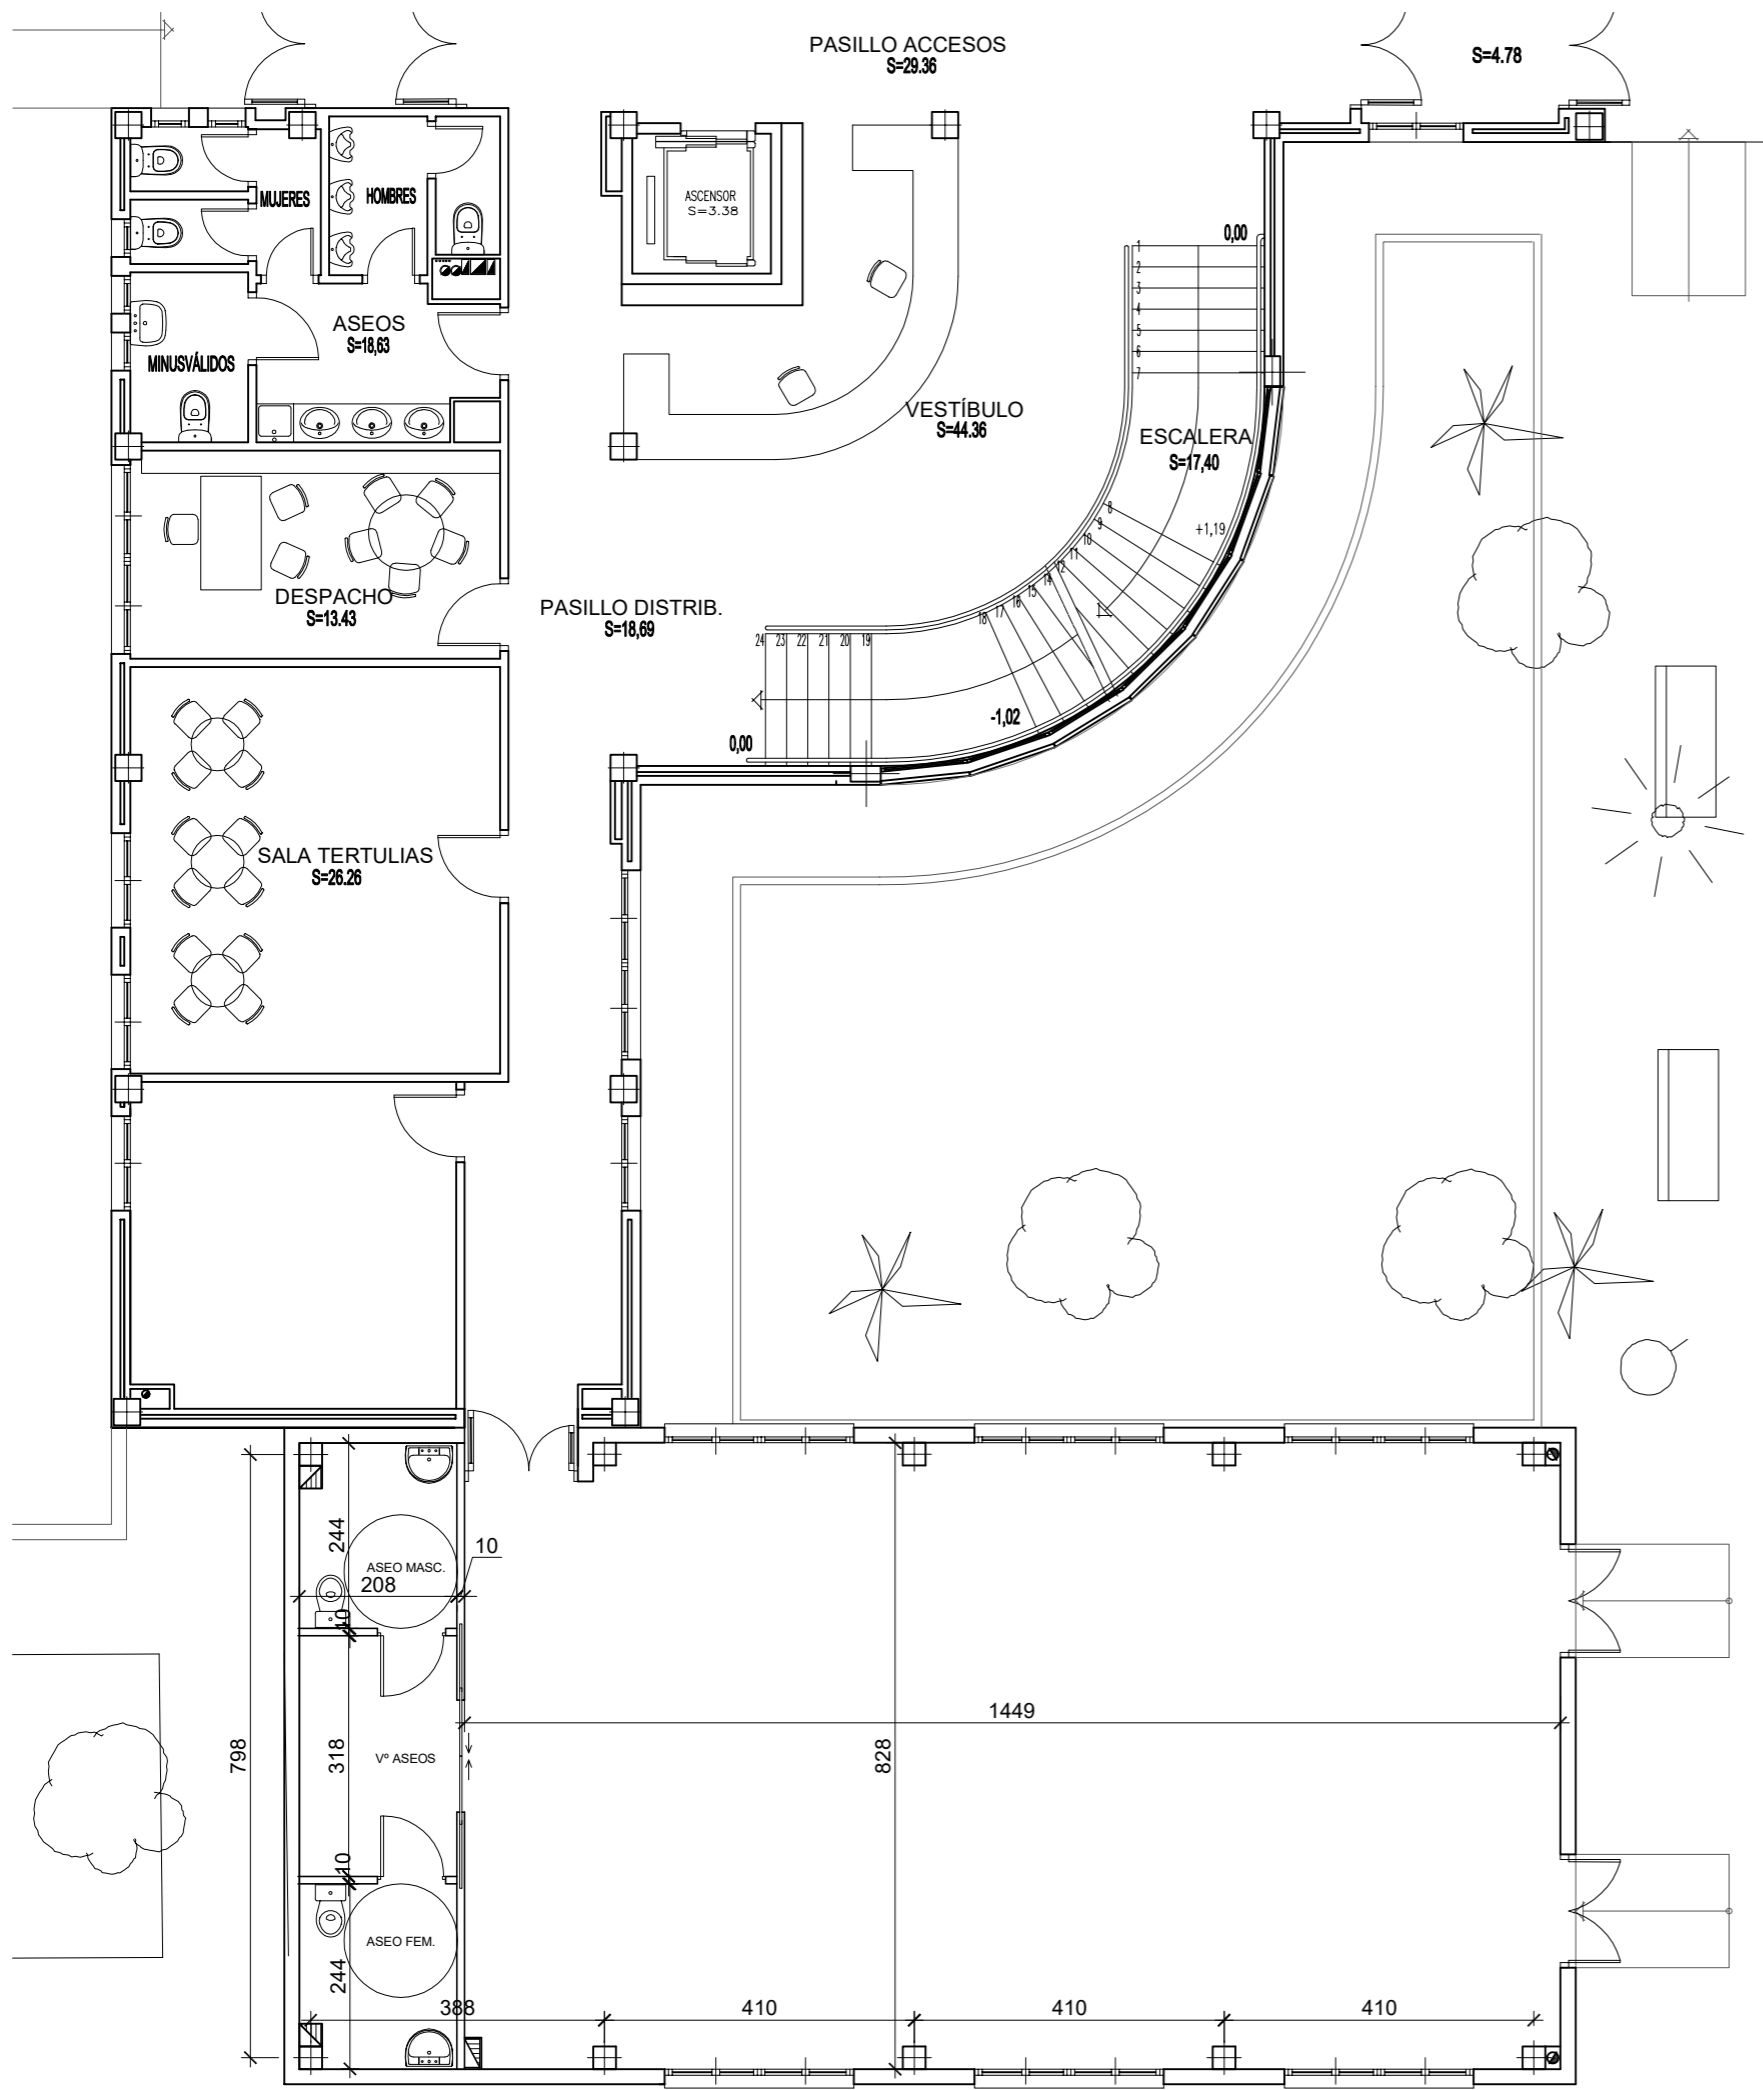 PASILLO ACCESOS
S=29.36
S=4.78
MUJERES
HOMBRES
ASCENSOR
S=3.38
0,00
1
2
3
4
5
6
7
ASEOS
S=18,63
MINUSVÁLIDOS
VESTÍBULO
S=44.36
ESCALERA
S=17,40
8
9
10
11
12
14
15
16
17
18
+1,19
1
DESPACHO
S=13.43
PASILLO DISTRIB.
S=18,69
24
23
22
21
20
19
-1,02
0,00
SALA TERTULIAS
S=26.26
244
10
ASEO MASC.
208
10
1449
798
318
Vº ASEOS
828
10
ASEO FEM.
244
388
410
410
410